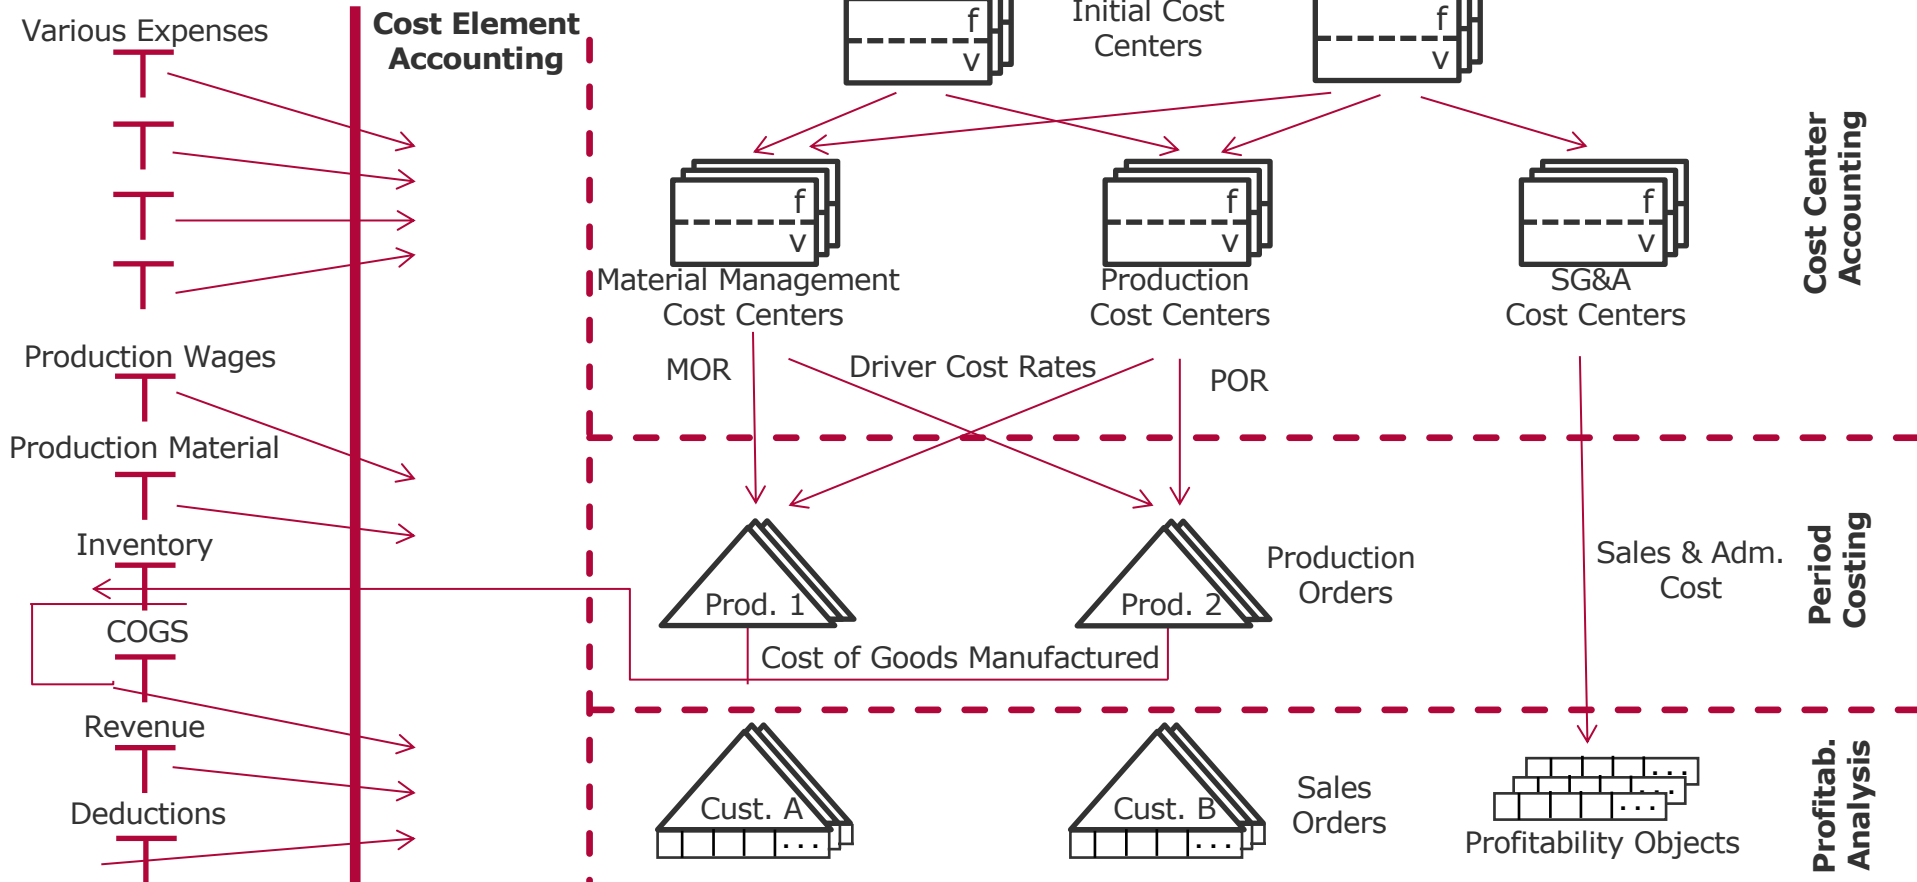 Various Expenses
Production Wages
Production Material
Inventory
COGS
Revenue
Deductions
Cost Element
Accounting
f
v
Initial Cost
Centers
f
v
f
v
Material Management
Cost Centers
f
v
Production
Cost Centers
f
v
SG&A
Cost Centers
Cost Center
Accounting
MOR
Driver Cost Rates
POR
Prod. 1
Prod. 2
Production
Orders
Sales & Adm.
Cost
Period
Costing
Cost of Goods Manufactured
Cust. A
...
Cust. B
...
Sales
Orders
...
...
...
Profitability Objects
Profitab.
Analysis